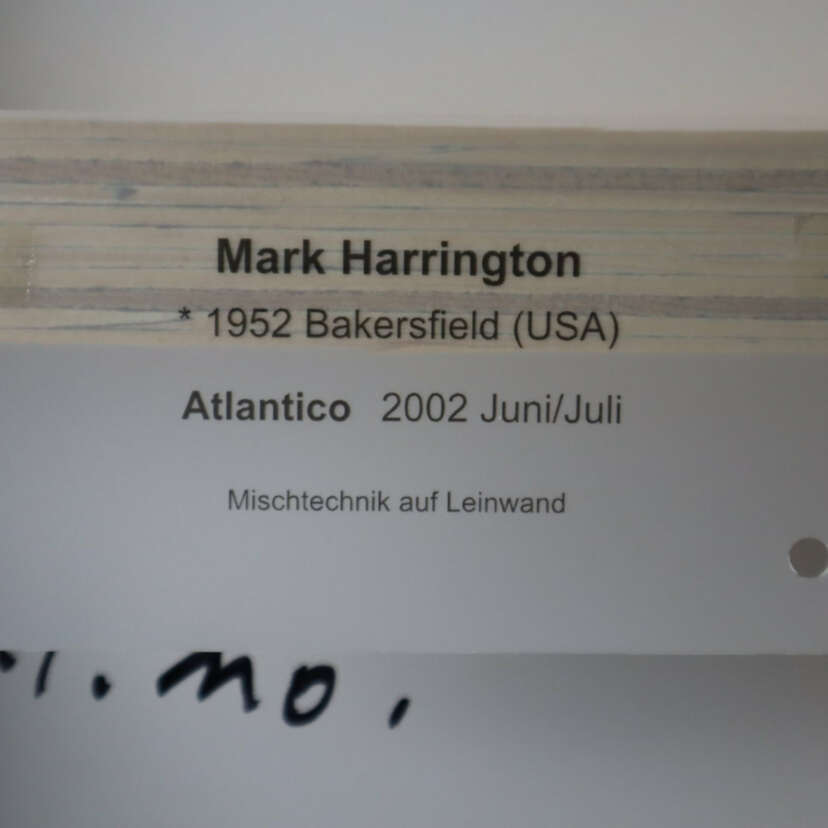 Mark Harrington
* 1952 Bakersfield (USA)
Atlantico 2002 Juni/Juli
Mischtechnik auf Leinwand